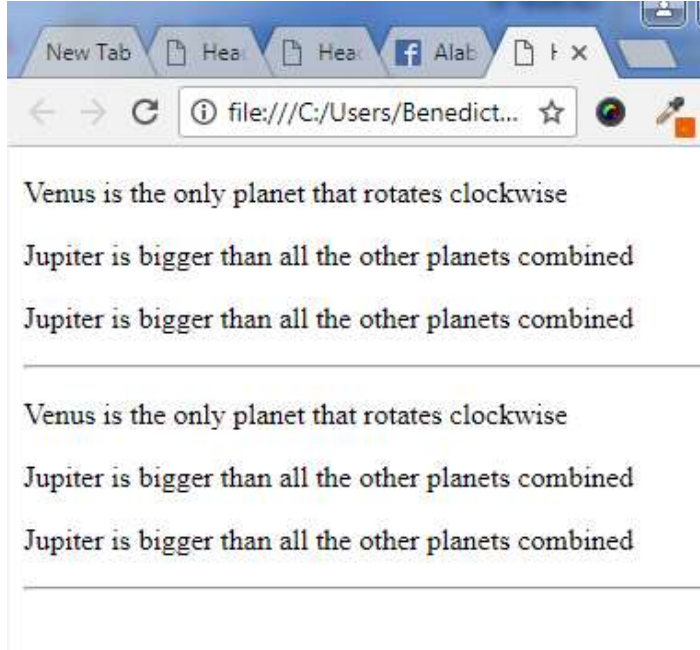 New Tab Hea Hea Alab H
file:///C:/Users/Benedict...
Venus is the only planet that rotates clockwise
Jupiter is bigger than all the other planets combined
Jupiter is bigger than all the other planets combined
Venus is the only planet that rotates clockwise
Jupiter is bigger than all the other planets combined
Jupiter is bigger than all the other planets combined